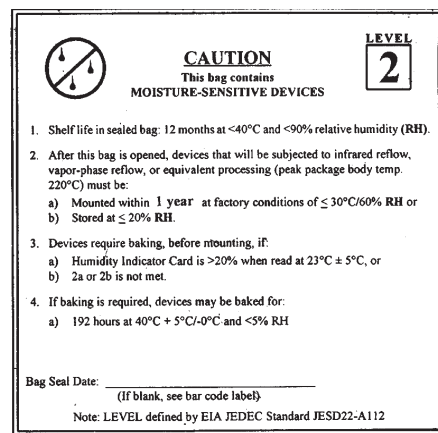 LEVEL
2
CAUTION
This bag contains
MOISTURE-SENSITIVE DEVICES
1. Shelf life in sealed bag: 12 months at <40°C and <90% relative humidity (RH).
2. After this bag is opened, devices that will be subjected to infrared reflow,
vapor-phase reflow, or equivalent processing (peak package body temp.
220°C) must be:
a) Mounted within 1 year at factory conditions of ≤ 30°C/60% RH or
b) Stored at ≤ 20% RH.
3. Devices require baking, before mounting, if:
a) Humidity Indicator Card is >20% when read at 23°C ± 5°C, or
b) 2a or 2b is not met.
4. If baking is required, devices may be baked for:
a) 192 hours at 40°C + 5°C/-0°C and <5% RH
Bag Seal Date:
(If blank, see bar code label)
Note: LEVEL defined by EIA JEDEC Standard JESD22-A112